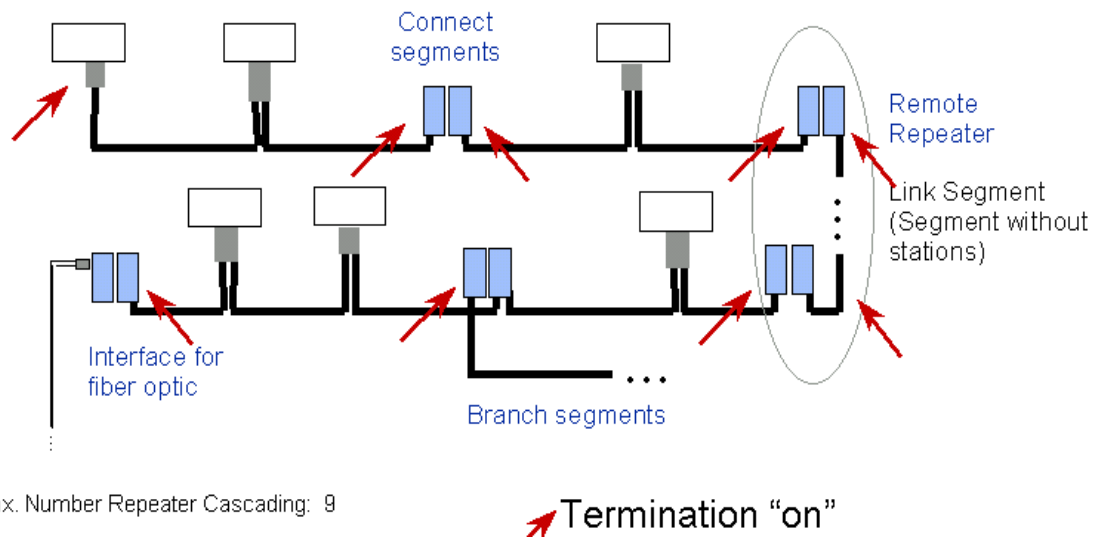 Connect
segments
Remote
Repeater
Link Segment
(Segment without
stations)
Interface for
fiber optic
Branch segments
x. Number Repeater Cascading: 9
Termination “on”